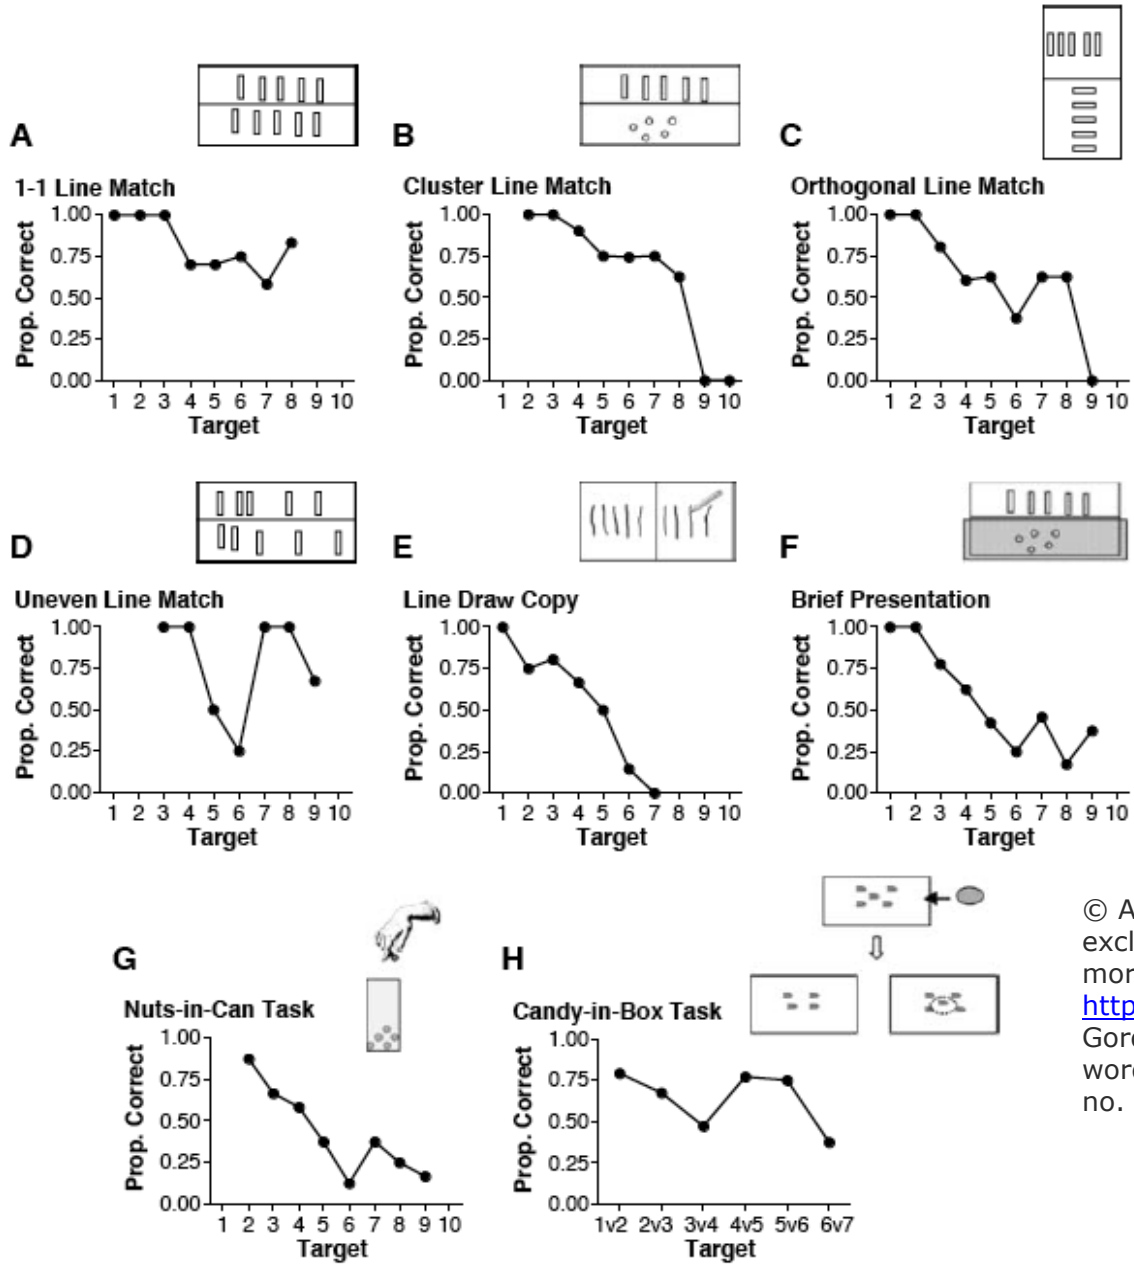 A
B
C
1-1 Line Match
Cluster Line Match
Orthogonal Line Match
Prop. Correct
1.00
0.75
0.50
0.25
0.00
1 2 3 4 5 6 7 8 9 10
Target
Prop. Correct
1.00
0.75
0.50
0.25
0.00
1 2 3 4 5 6 7 8 9 10
Target
Prop. Correct
1.00
0.75
0.50
0.25
0.00
1 2 3 4 5 6 7 8 9 10
Target
D
E
F
Uneven Line Match
Line Draw Copy
Brief Presentation
Prop. Correct
1.00
0.75
0.50
0.25
0.00
1 2 3 4 5 6 7 8 9 10
Target
Prop. Correct
1.00
0.75
0.50
0.25
0.00
1 2 3 4 5 6 7 8 9 10
Target
Prop. Correct
1.00
0.75
0.50
0.25
0.00
1 2 3 4 5 6 7 8 9 10
Target
G
H
Nuts-in-Can Task
Candy-in-Box Task
Prop. Correct
1.00
0.75
0.50
0.25
0.00
1 2 3 4 5 6 7 8 9 10
Target
Prop. Correct
1.00
0.75
0.50
0.25
0.00
1v2 2v3 3v4 4v5 5v6 6v7
Target
© A
excl
mor
http
Gor
wor
no.